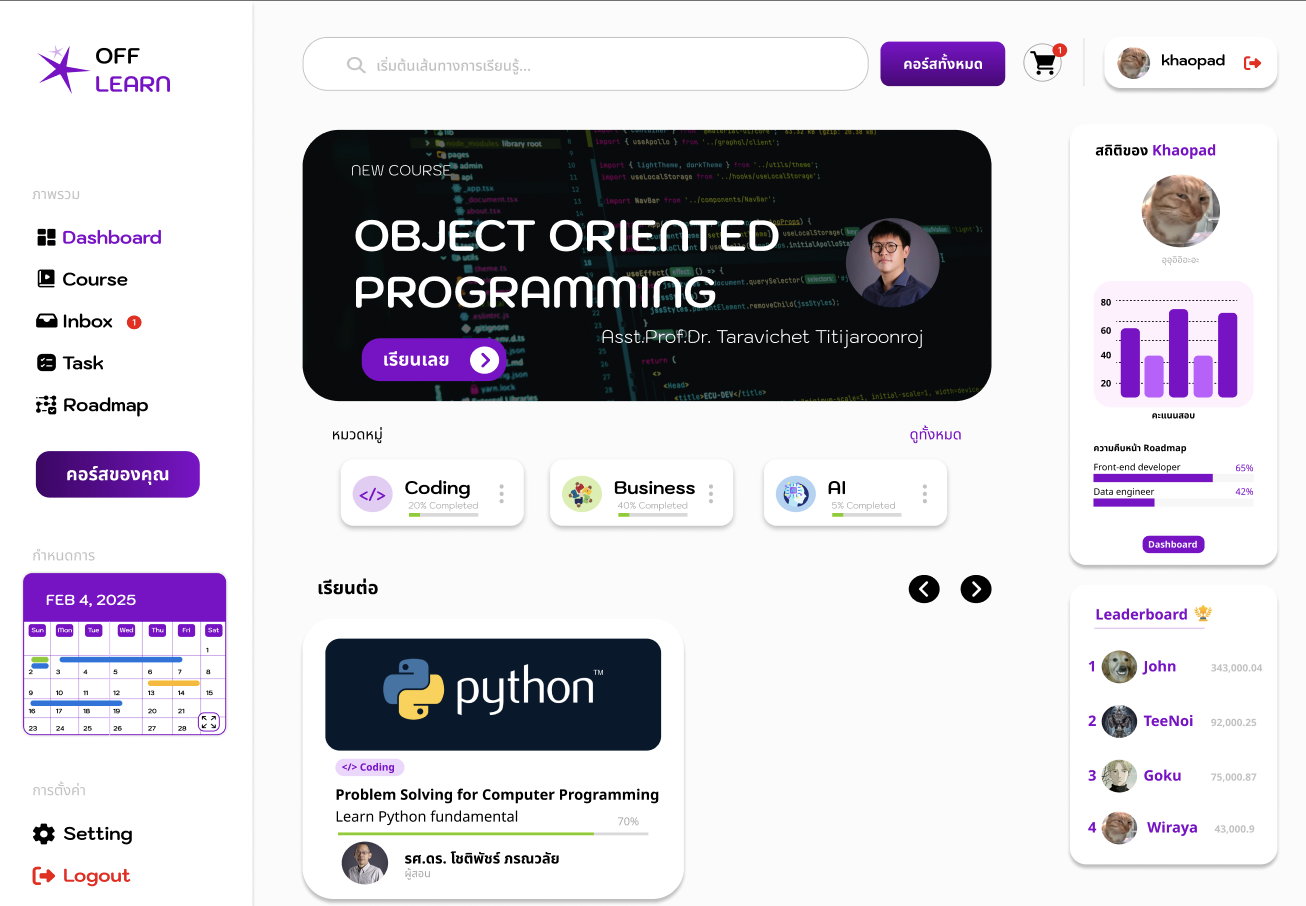 OFF
LEARN
ภาพรวม
Dashboard
Course
Inbox 1
Task
Roadmap
คอร์สของคุณ
กำหนดการ
FEB 4, 2025
Sun Mon Tue Wed Thu Fri Sat
1
2 3 4 5 6 7 8
9 10 11 12 13 14 15
16 17 18 19 20 21
23 24 25 26 27 28
การตั้งค่า
Setting
Logout
เริ่มต้นเส้นทางการเรียนรู้...
คอร์สทั้งหมด
1
khaopad
NEW COURSE
OBJECT ORIENTED
PROGRAMMING
Asst.Prof.Dr. Taravichet Titijaroonroj
เรียนเลย
หมวดหมู่
ดูทั้งหมด
</> Coding
20% Completed
Business
40% Completed
AI
5% Completed
เรียนต่อ
python™
</> Coding
Problem Solving for Computer Programming
Learn Python fundamental
70%
รศ.ดร. โชติพัชร์ ภรณวลัย
ผู้สอน
สถิติของ Khaopad
80
60
40
20
คะแนนสอบ
ความคืบหน้า Roadmap
Front-end developer 65%
Data engineer 42%
Dashboard
Leaderboard
1 John 343,000.04
2 TeeNoi 92,000.25
3 Goku 75,000.87
4 Wiraya 43,000.9